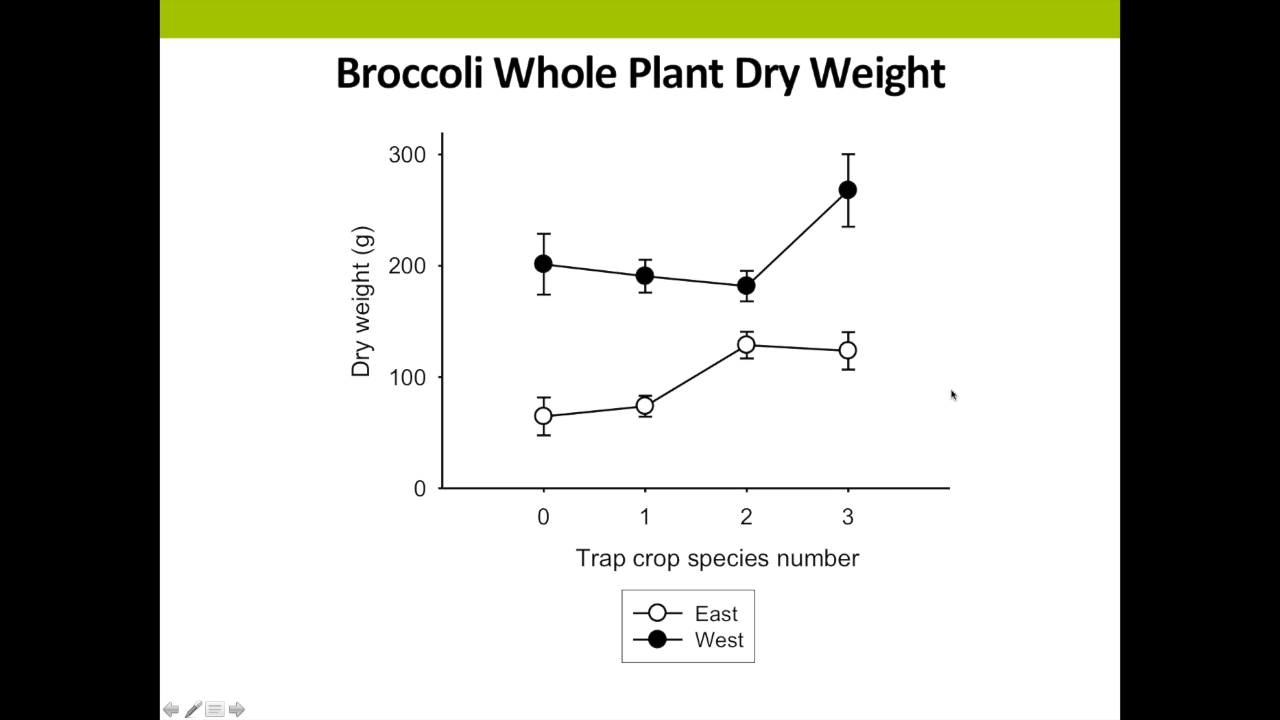 Broccoli Whole Plant Dry Weight
300
200
100
0
Dry weight (g)
0 1 2 3
Trap crop species number
East
West